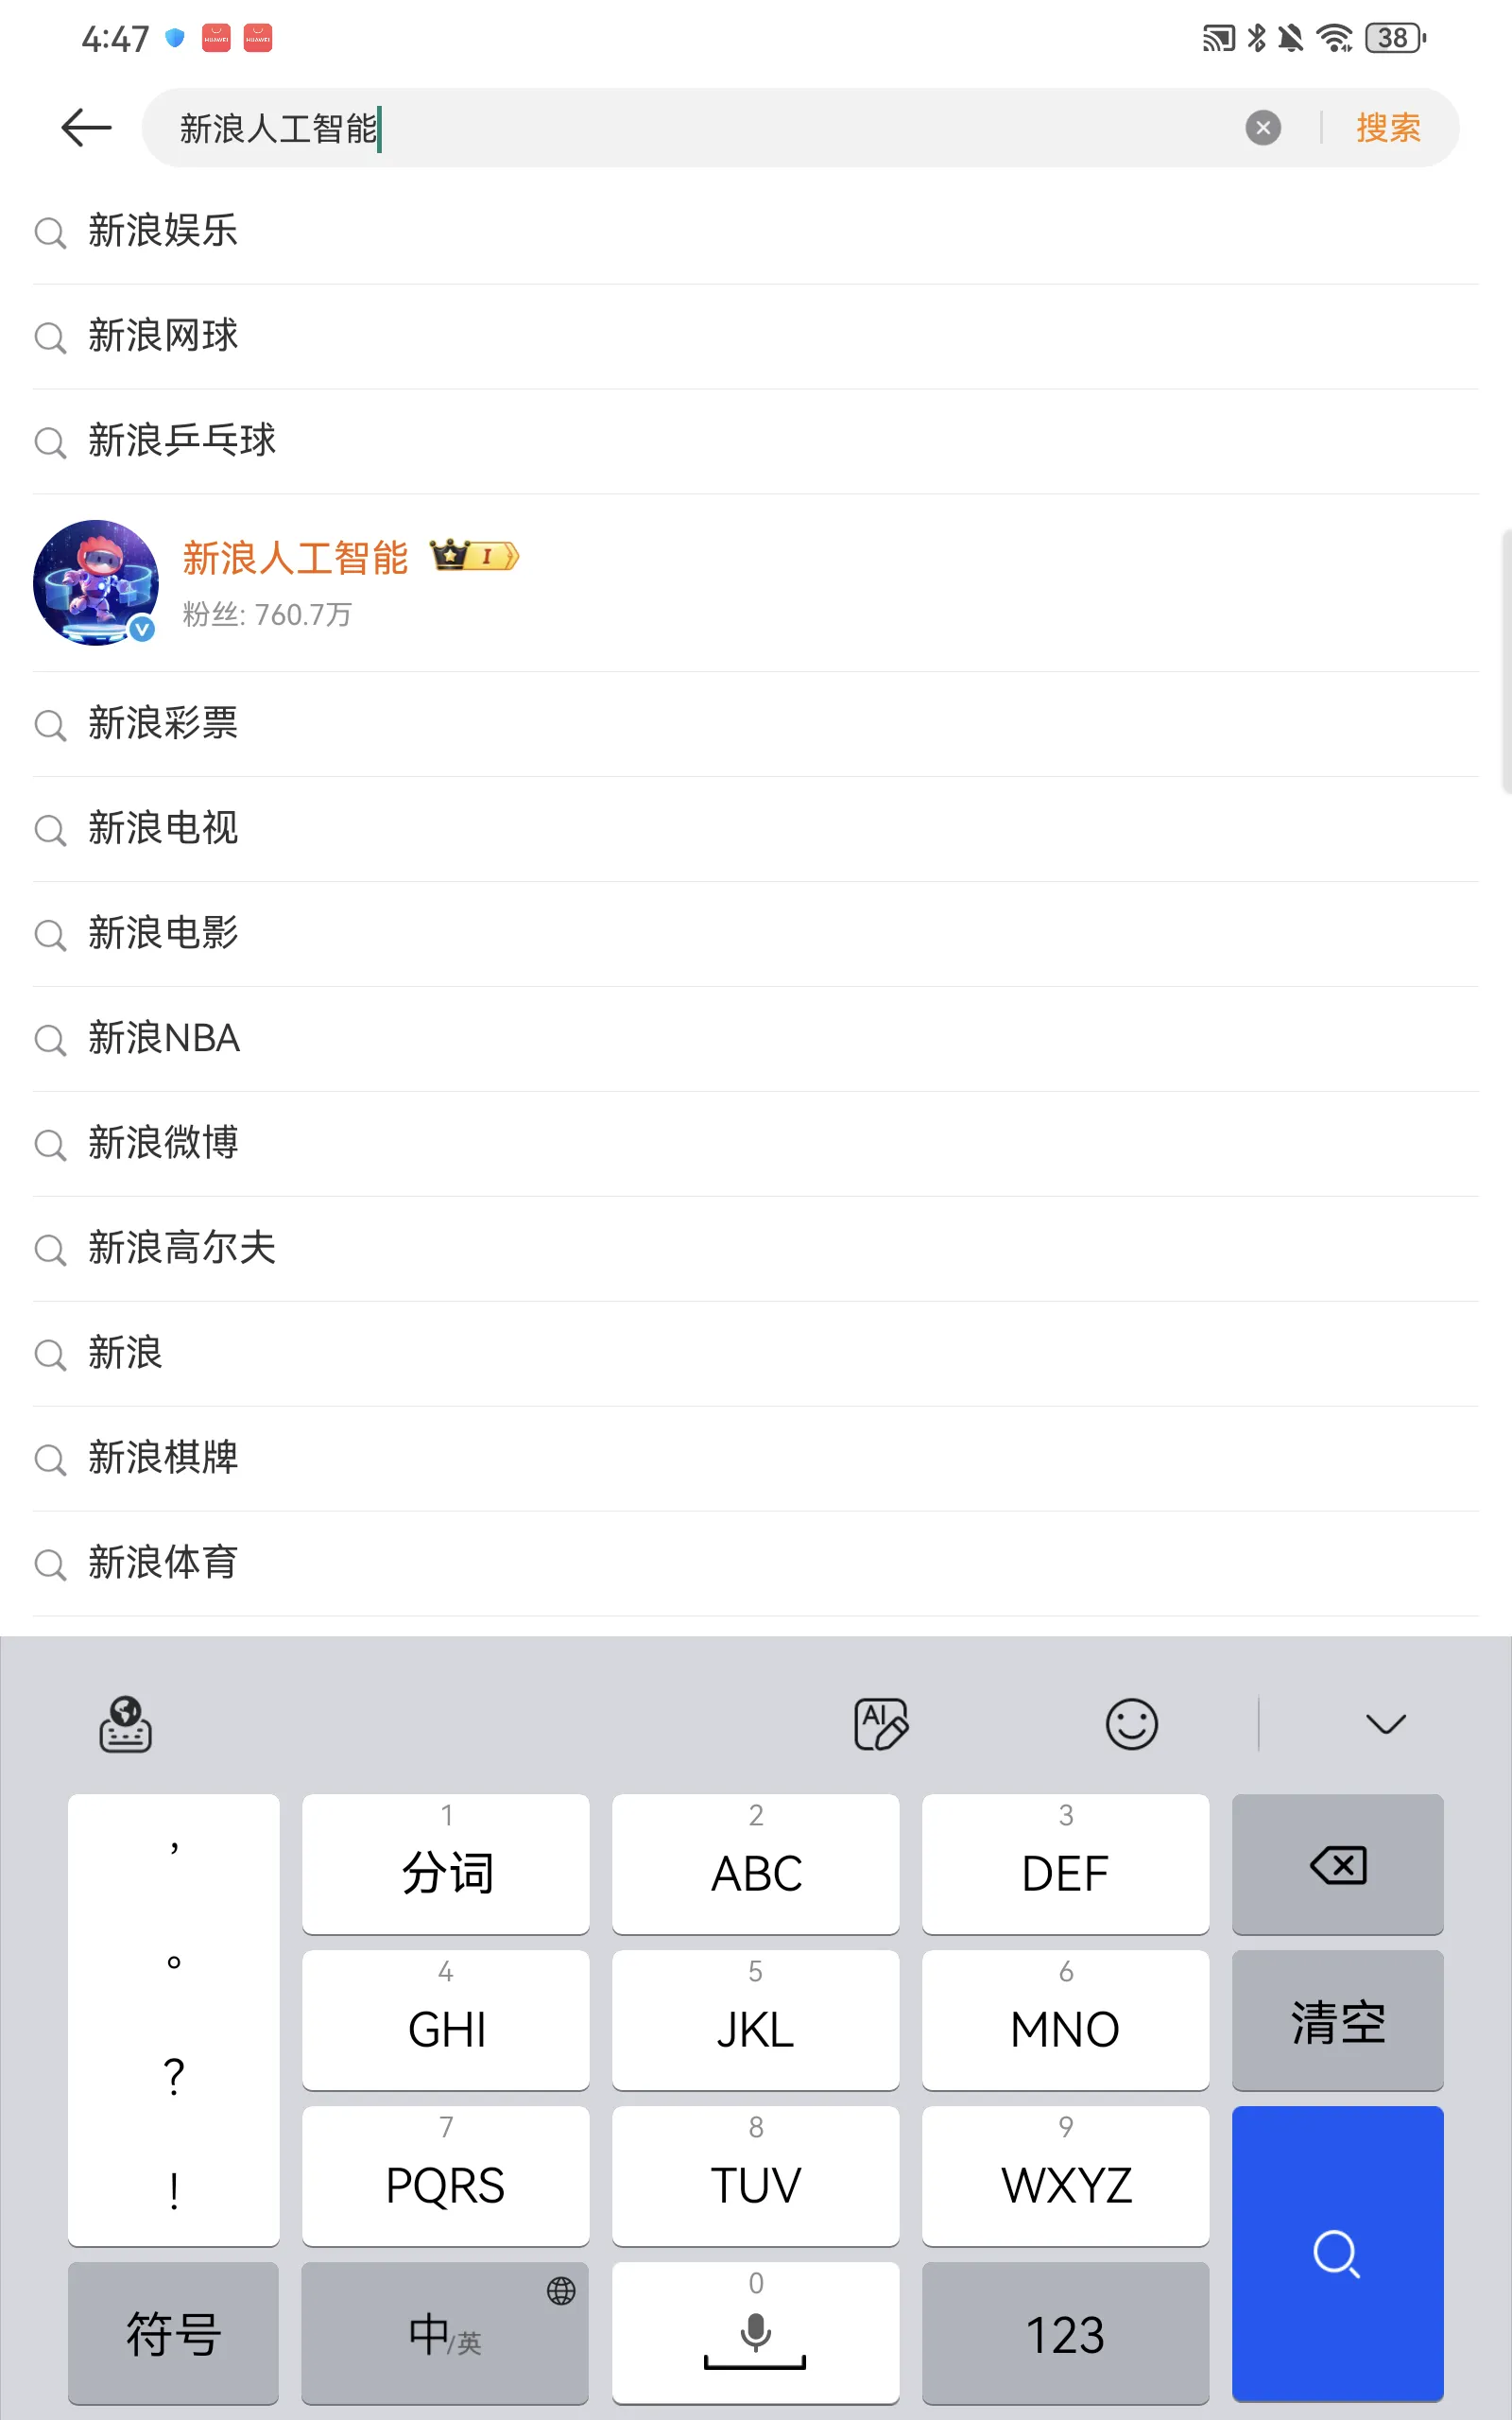 4:47
HUAWEI HUAWEI
38
新浪人工智能
搜索
新浪娱乐
新浪网球
新浪乒乓球
新浪人工智能
I
粉丝: 760.7万
新浪彩票
新浪电视
新浪电影
新浪NBA
新浪微博
新浪高尔夫
新浪
新浪棋牌
新浪体育
AI
，
。
？
！
1
分词
2
ABC
3
DEF
4
GHI
5
JKL
6
MNO
清空
7
PQRS
8
TUV
9
WXYZ
符号
中/英
0
123